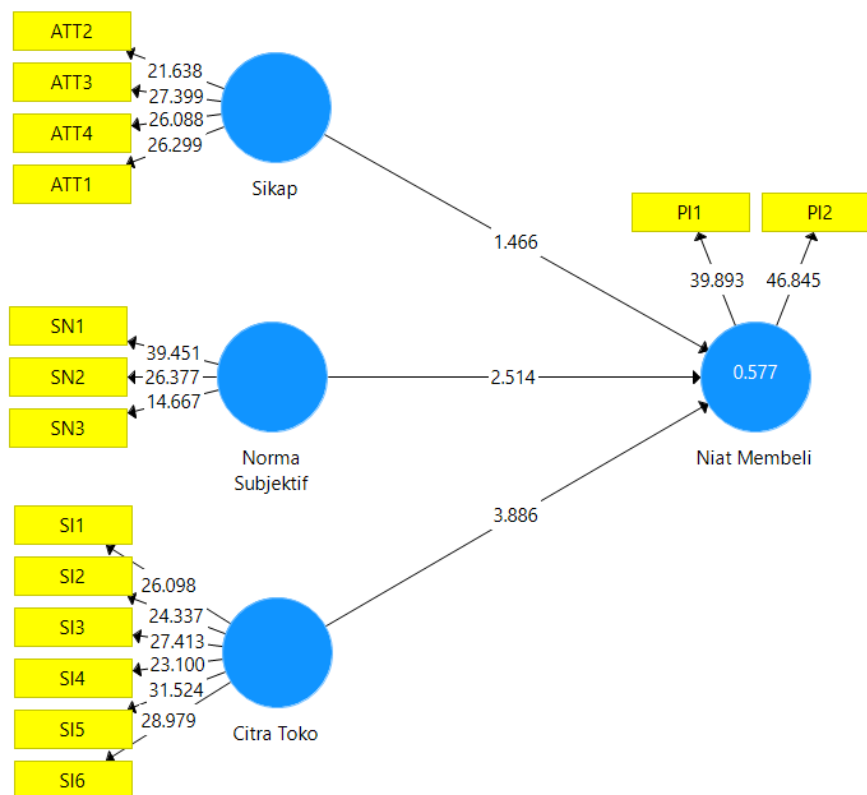 ATT2
21.638
ATT3
27.399
ATT4
26.088
26.299
ATT1
Sikap
PI1
PI2
1.466
39.893
46.845
SN1
39.451
SN2
26.377
SN3
14.667
2.514
0.577
Norma
Subjektif
Niat Membeli
SI1
3.886
26.098
SI2
24.337
SI3
27.413
23.100
SI4
31.524
28.979
SI5
Citra Toko
SI6